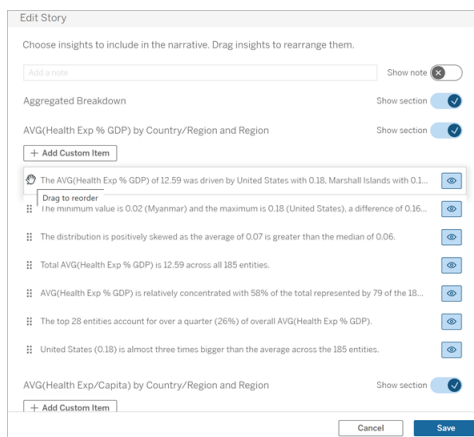 Edit Story
Choose insights to include in the narrative. Drag insights to rearrange them.
Add a note
Show note
Aggregated Breakdown
Show section
AVG(Health Exp % GDP) by Country/Region and Region
Show section
+ Add Custom Item
The AVG(Health Exp % GDP) of 12.59 was driven by United States with 0.18, Marshall Islands with 0.1...
Drag to reorder
The minimum value is 0.02 (Myanmar) and the maximum is 0.18 (United States), a difference of 0.16...
The distribution is positively skewed as the average of 0.07 is greater than the median of 0.06.
Total AVG(Health Exp % GDP) is 12.59 across all 185 entities.
AVG(Health Exp % GDP) is relatively concentrated with 58% of the total represented by 79 of the 18...
The top 28 entities account for over a quarter (26%) of overall AVG(Health Exp % GDP).
United States (0.18) is almost three times bigger than the average across the 185 entities.
AVG(Health Exp/Capita) by Country/Region and Region
Show section
+ Add Custom Item
Cancel
Save